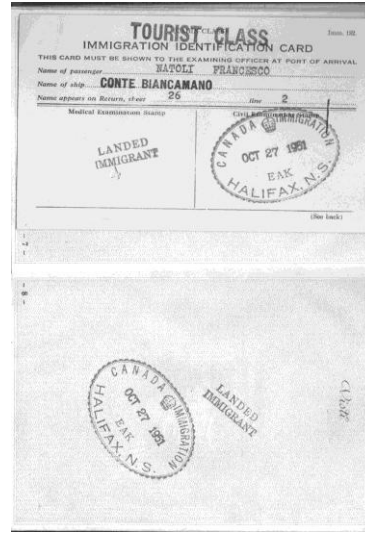 TOURIST CLASS
IMMIGRATION IDENTIFICATION CARD
THIS CARD MUST BE SHOWN TO THE EXAMINING OFFICER AT PORT OF ARRIVAL
Name of passenger NATOLI FRANCESCO
Name of ship CONTE BIANCAMANO
Name appears on Return, sheet 26 line 2
Medical Examination Stamp Civil Examination Stamp
LANDED
IMMIGRANT
CANADA IMMIGRATION
OCT 27 1951
EAK
HALIFAX, N.S.
(See back)
CANADA IMMIGRATION
OCT 27 1951
EAK
HALIFAX, N.S.
LANDED
IMMIGRANT